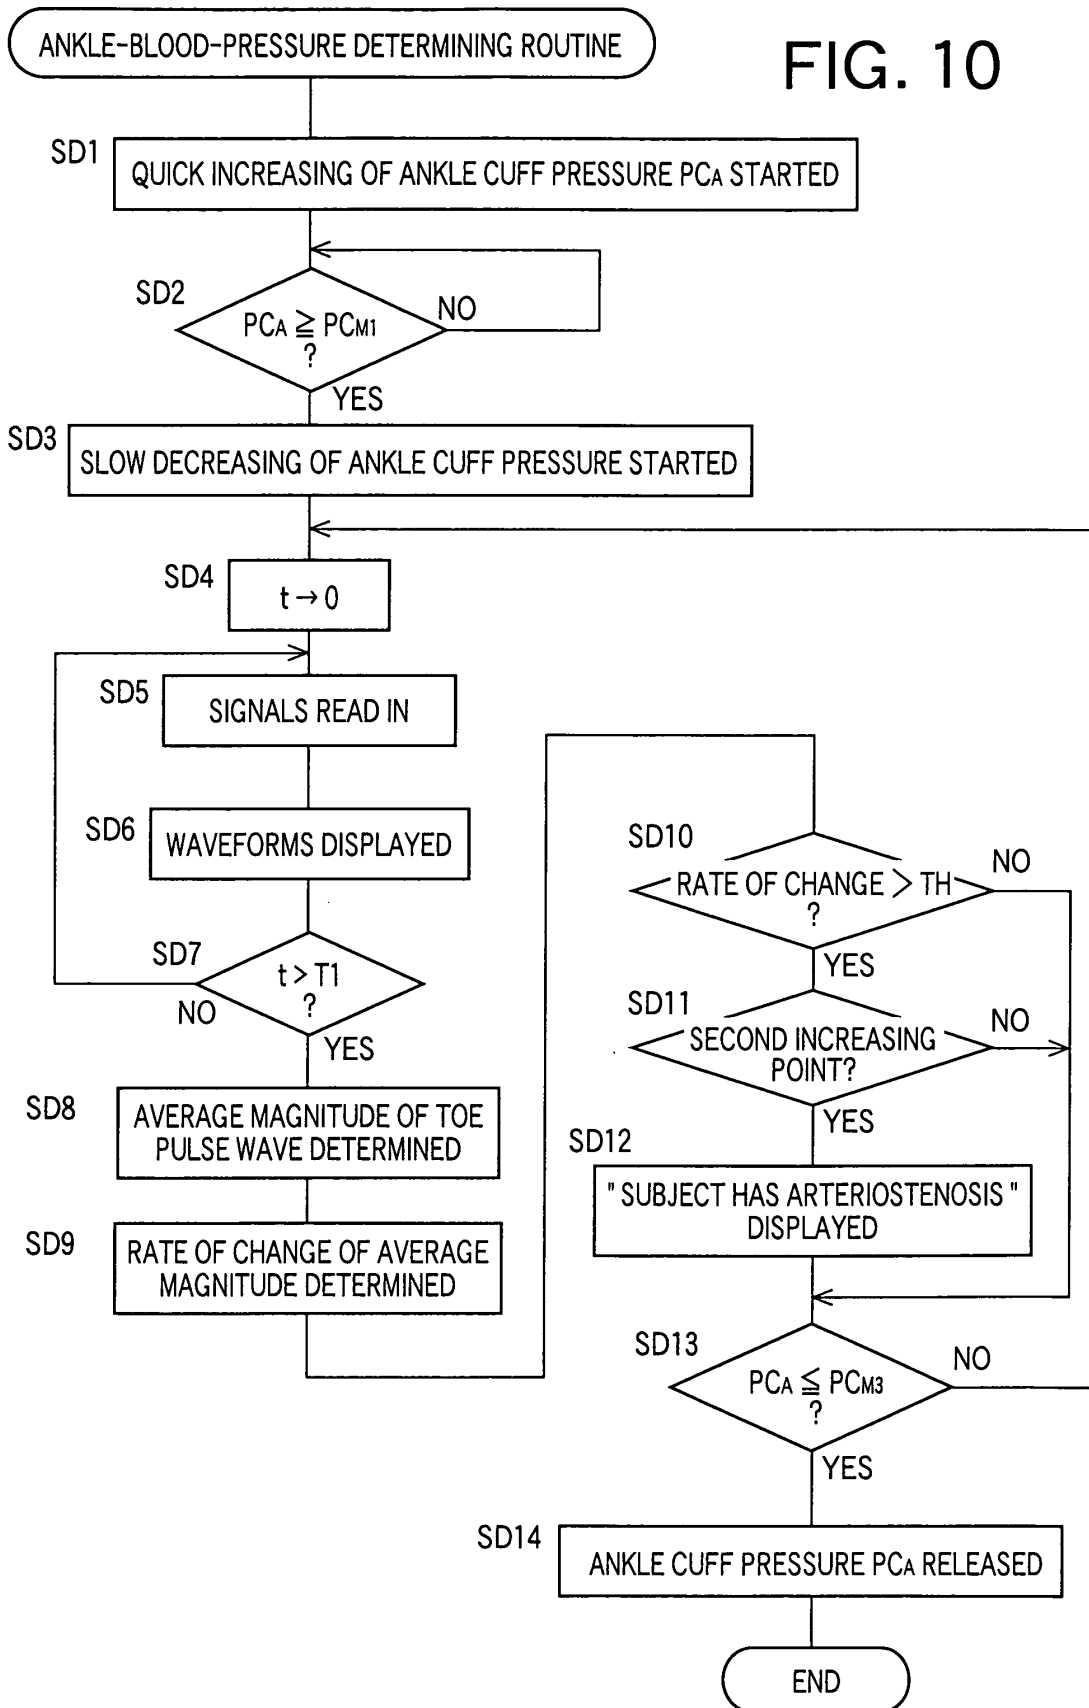 ANKLE-BLOOD-PRESSURE DETERMINING ROUTINE
FIG. 10
SD1
QUICK INCREASING OF ANKLE CUFF PRESSURE PCA STARTED
SD2
PCA ≧ PCM1
?
NO
YES
SD3
SLOW DECREASING OF ANKLE CUFF PRESSURE STARTED
SD4
t → 0
SD5
SIGNALS READ IN
SD6
WAVEFORMS DISPLAYED
SD7
t > T1
?
NO
YES
SD8
AVERAGE MAGNITUDE OF TOE
PULSE WAVE DETERMINED
SD9
RATE OF CHANGE OF AVERAGE
MAGNITUDE DETERMINED
SD10
RATE OF CHANGE > TH
?
NO
YES
SD11
SECOND INCREASING
POINT?
NO
YES
SD12
" SUBJECT HAS ARTERIOSTENOSIS "
DISPLAYED
SD13
PCA ≦ PCM3
?
NO
YES
SD14
ANKLE CUFF PRESSURE PCA RELEASED
END